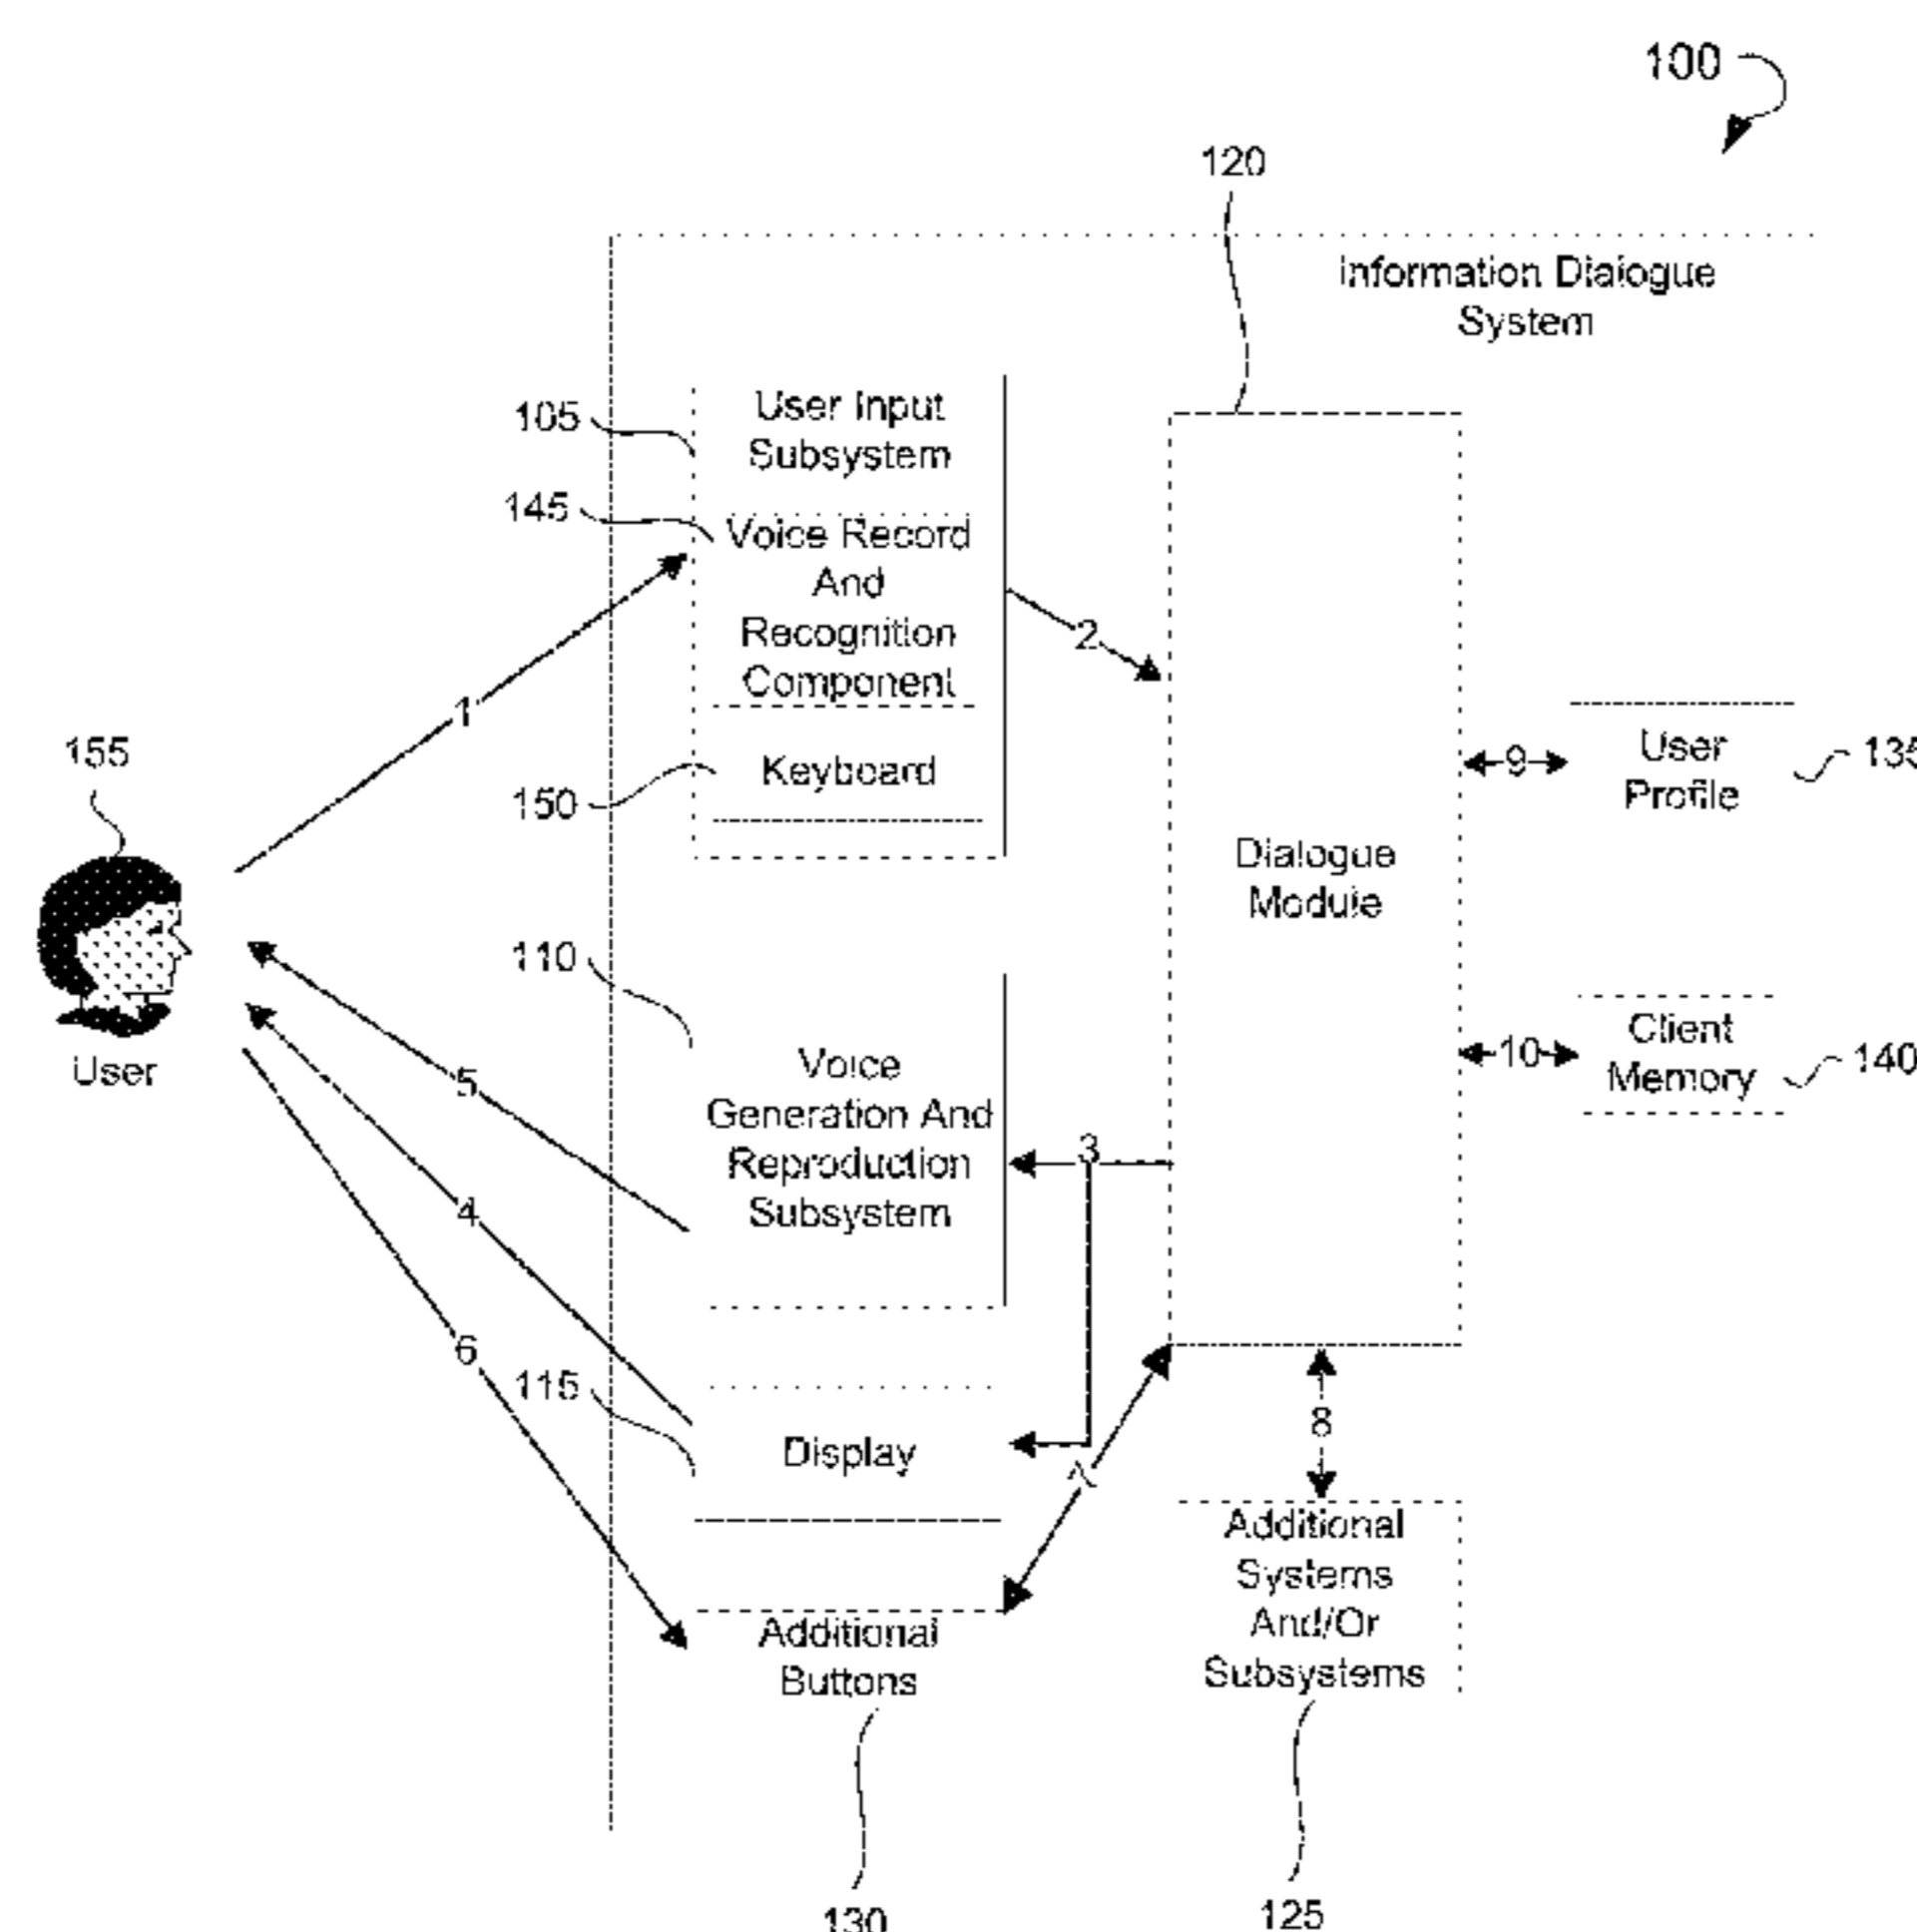 100
120
Information Dialogue
System
105
User Input
Subsystem
145
Voice Record
And
Recognition
Component
2
1
155
150
Keyboard
9
User
Profile
135
Dialogue
Module
110
User
Voice
Generation And
Reproduction
Subsystem
5
3
10
Client
Memory
140
4
6
115
Display
8
Additional
Buttons
Additional
Systems
And/Or
Subsystems
130
125